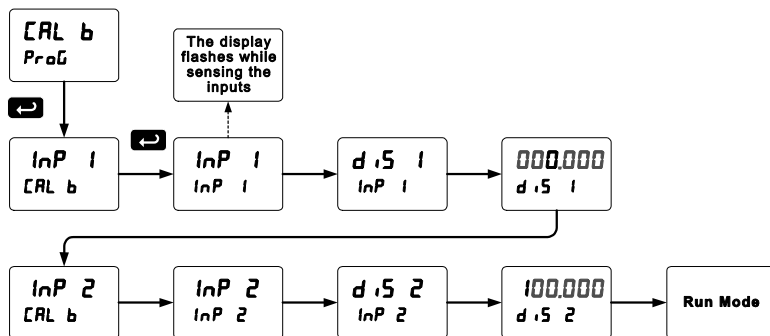 CAL b
ProG
The display
flashes while
sensing the
inputs
InP 1
CAL b
InP 1
InP 1
diS 1
InP 1
000.000
diS 1
InP 2
CAL b
InP 2
InP 2
diS 2
InP 2
100.000
diS 2
Run Mode